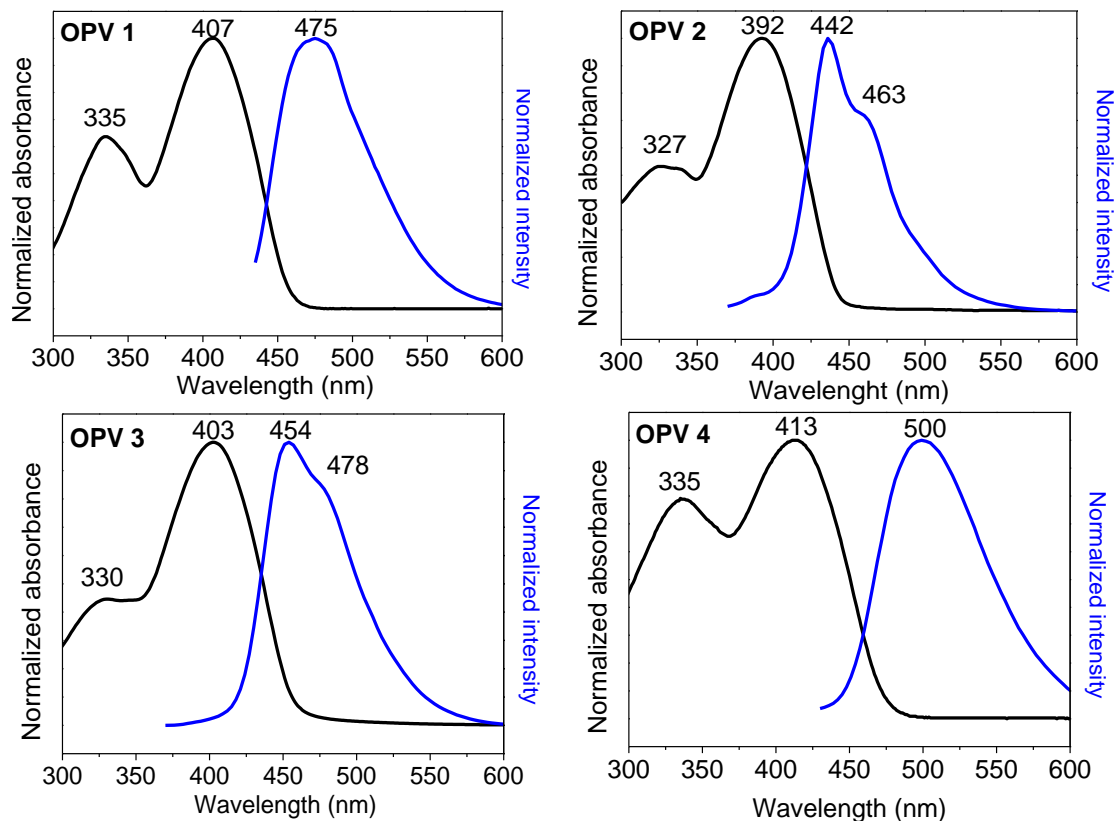 OPV 1
407
475
335
Normalized absorbance
Normalized intensity
300 350 400 450 500 550 600
Wavelength (nm)
OPV 2
392
442
463
327
Normalized absorbance
Normalized intensity
300 350 400 450 500 550 600
Wavelenght (nm)
OPV 3
403
454
478
330
Normalized absorbance
Normalized intensity
300 350 400 450 500 550 600
Wavelength (nm)
OPV 4
413
500
335
Normalized absorbance
Normalized intensity
300 350 400 450 500 550 600
Wavelength (nm)